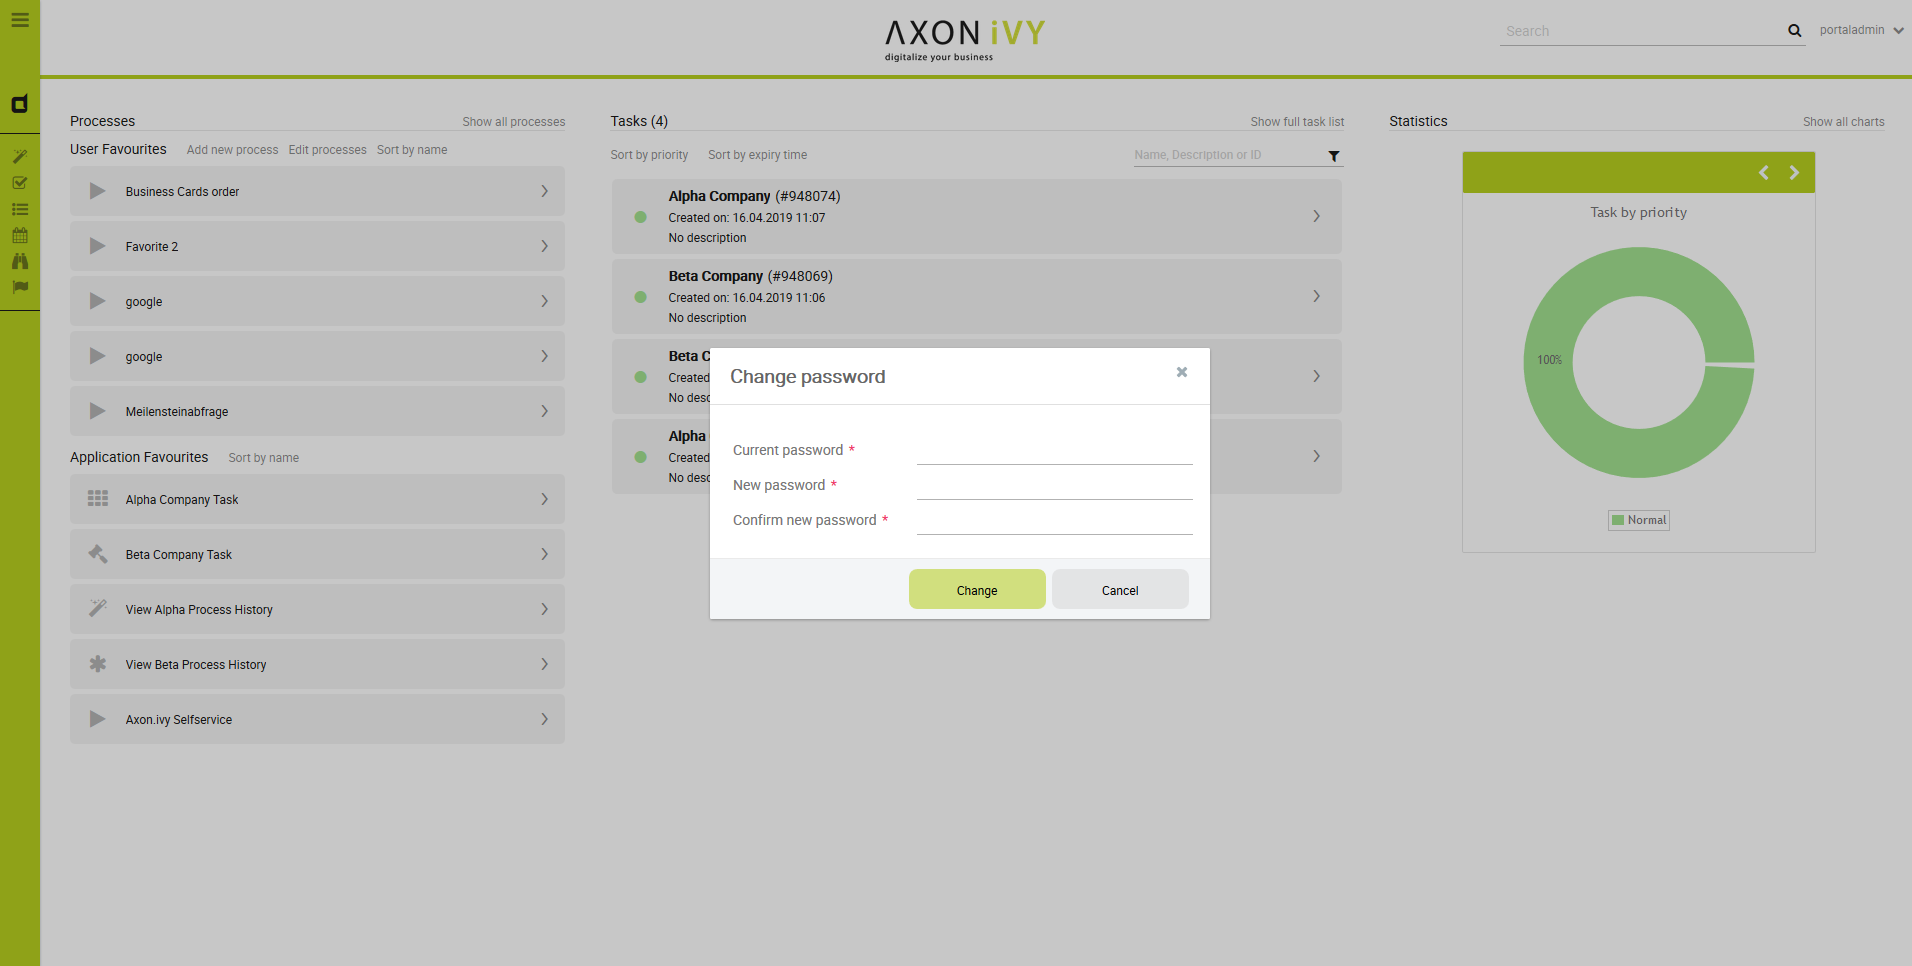 AXON iVY
digitalize your business
Search
portaladmin
Processes
Show all processes
User Favourites
Add new process
Edit processes
Sort by name
Business Cards order
Favorite 2
google
google
Meilensteinabfrage
Application Favourites
Sort by name
Alpha Company Task
Beta Company Task
View Alpha Process History
View Beta Process History
Axon.ivy Selfservice
Tasks (4)
Show full task list
Sort by priority
Sort by expiry time
Name, Description or ID
Alpha Company (#948074)
Created on: 16.04.2019 11:07
No description
Beta Company (#948069)
Created on: 16.04.2019 11:06
No description
Beta C
Created
No desc
Alpha
Created
No desc
Change password
Current password *
New password *
Confirm new password *
Change
Cancel
Statistics
Show all charts
Task by priority
100%
Normal